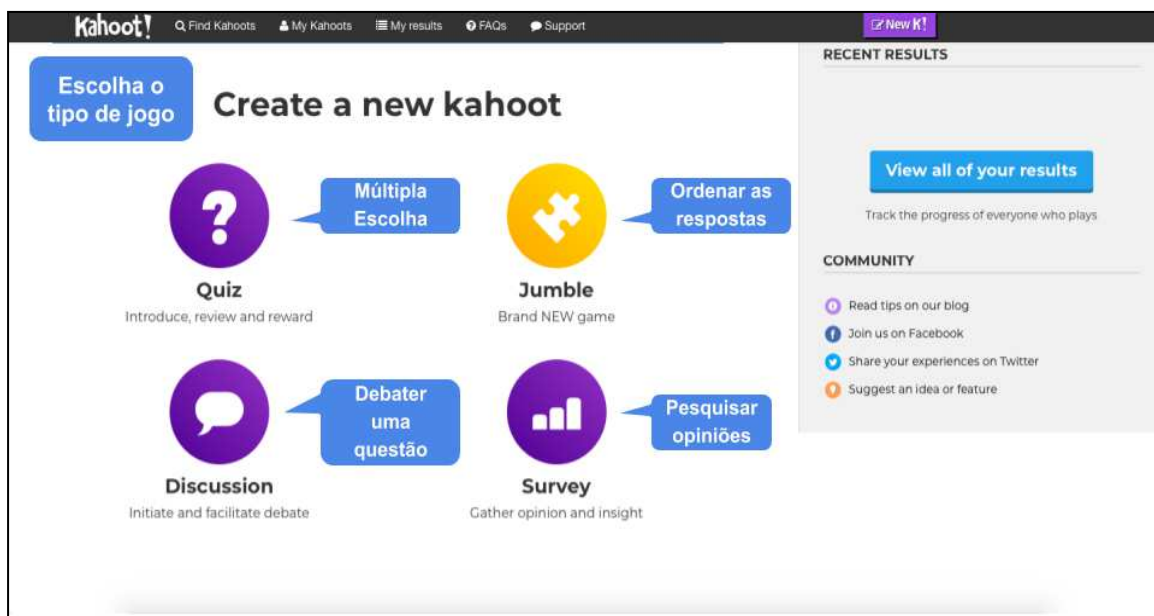 Kahoot! Find Kahoots My Kahoots My results FAQs Support New K!
Escolha o
tipo de jogo
Create a new kahoot
Múltipla
Escolha
Quiz
Introduce, review and reward
Ordenar as
respostas
Jumble
Brand NEW game
Debater
uma
questão
Discussion
Initiate and facilitate debate
Pesquisar
opiniões
Survey
Gather opinion and insight
RECENT RESULTS
View all of your results
Track the progress of everyone who plays
COMMUNITY
Read tips on our blog
Join us on Facebook
Share your experiences on Twitter
Suggest an idea or feature